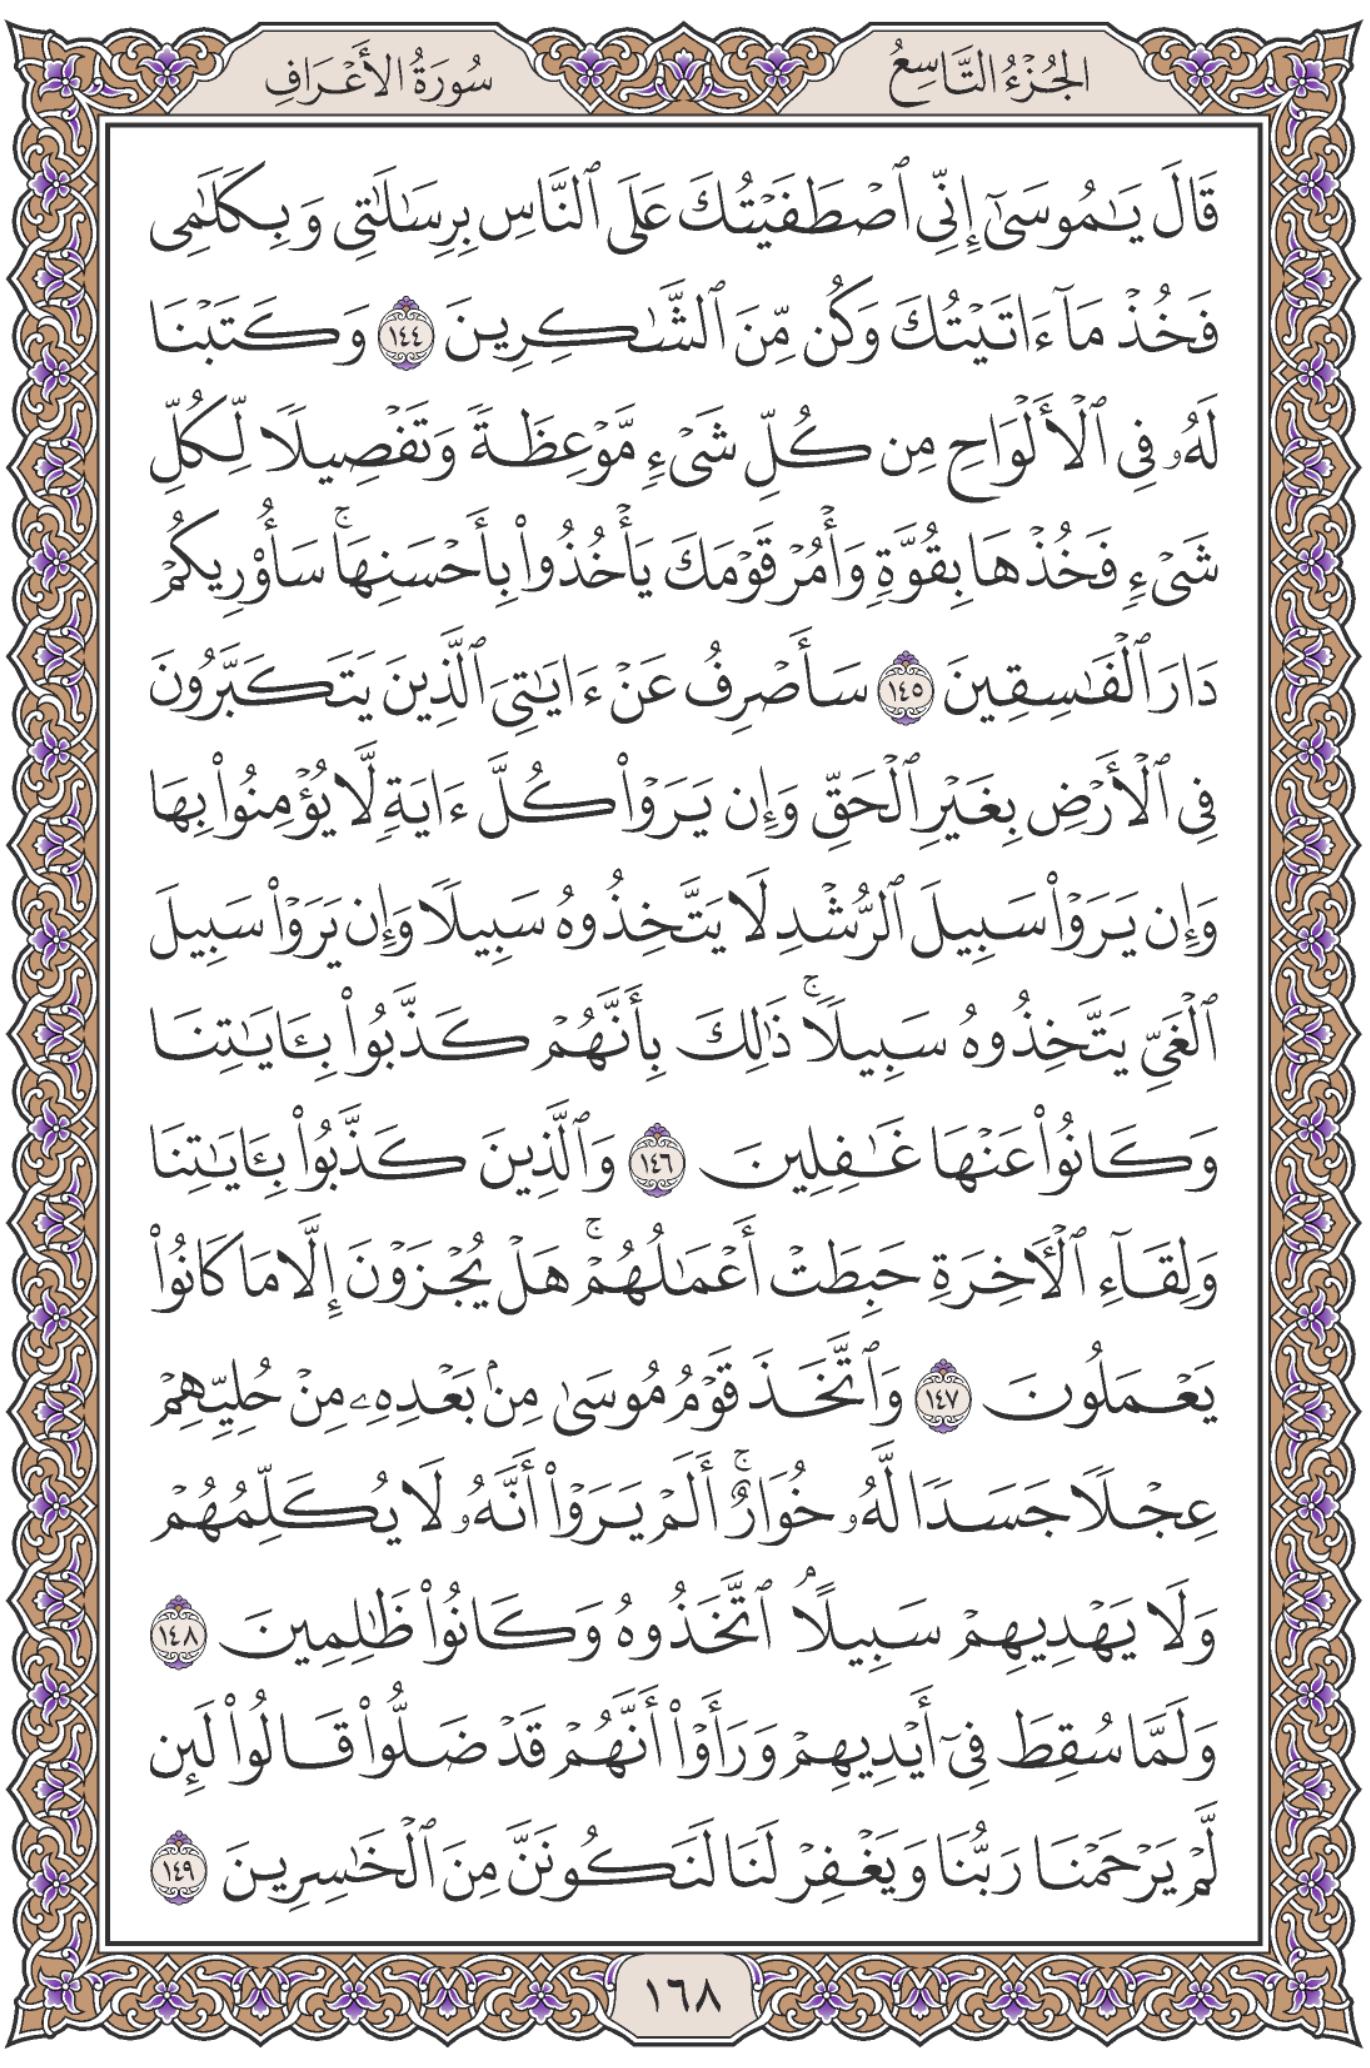 الجُزْءُ التَّاسِعُ
سُورَةُ الأَعْرَافِ
قَالَ يَـٰمُوسَىٰٓ إِنِّى ٱصْطَفَيْتُكَ عَلَى ٱلنَّاسِ بِرِسَـٰلَـٰتِى وَبِكَلَـٰمِى
فَخُذْ مَآ ءَاتَيْتُكَ وَكُن مِّنَ ٱلشَّـٰكِرِينَ ١٤٤ وَكَتَبْنَا
لَهُۥ فِى ٱلْأَلْوَاحِ مِن كُلِّ شَىْءٍ مَّوْعِظَةً وَتَفْصِيلًا لِّكُلِّ
شَىْءٍ فَخُذْهَا بِقُوَّةٍ وَأْمُرْ قَوْمَكَ يَأْخُذُوا۟ بِأَحْسَنِهَا ۚ سَأُو۟رِيكُمْ
دَارَ ٱلْفَـٰسِقِينَ ١٤٥ سَأَصْرِفُ عَنْ ءَايَـٰتِىَ ٱلَّذِينَ يَتَكَبَّرُونَ
فِى ٱلْأَرْضِ بِغَيْرِ ٱلْحَقِّ وَإِن يَرَوْا۟ كُلَّ ءَايَةٍ لَّا يُؤْمِنُوا۟ بِهَا
وَإِن يَرَوْا۟ سَبِيلَ ٱلرُّشْدِ لَا يَتَّخِذُوهُ سَبِيلًا وَإِن يَرَوْا۟ سَبِيلَ
ٱلْغَىِّ يَتَّخِذُوهُ سَبِيلًا ۚ ذَٰلِكَ بِأَنَّهُمْ كَذَّبُوا۟ بِـَٔايَـٰتِنَا
وَكَانُوا۟ عَنْهَا غَـٰفِلِينَ ١٤٦ وَٱلَّذِينَ كَذَّبُوا۟ بِـَٔايَـٰتِنَا
وَلِقَآءِ ٱلْـَٔاخِرَةِ حَبِطَتْ أَعْمَـٰلُهُمْ ۚ هَلْ يُجْزَوْنَ إِلَّا مَا كَانُوا۟
يَعْمَلُونَ ١٤٧ وَٱتَّخَذَ قَوْمُ مُوسَىٰ مِنۢ بَعْدِهِۦ مِنْ حُلِيِّهِمْ
عِجْلًا جَسَدًا لَّهُۥ خُوَارٌ ۚ أَلَمْ يَرَوْا۟ أَنَّهُۥ لَا يُكَلِّمُهُمْ
وَلَا يَهْدِيهِمْ سَبِيلًا ۘ ٱتَّخَذُوهُ وَكَانُوا۟ ظَـٰلِمِينَ ١٤٨
وَلَمَّا سُقِطَ فِىٓ أَيْدِيهِمْ وَرَأَوْا۟ أَنَّهُمْ قَدْ ضَلُّوا۟ قَالُوا۟ لَئِن
لَّمْ يَرْحَمْنَا رَبُّنَا وَيَغْفِرْ لَنَا لَنَكُونَنَّ مِنَ ٱلْخَـٰسِرِينَ ١٤٩
١٦٨